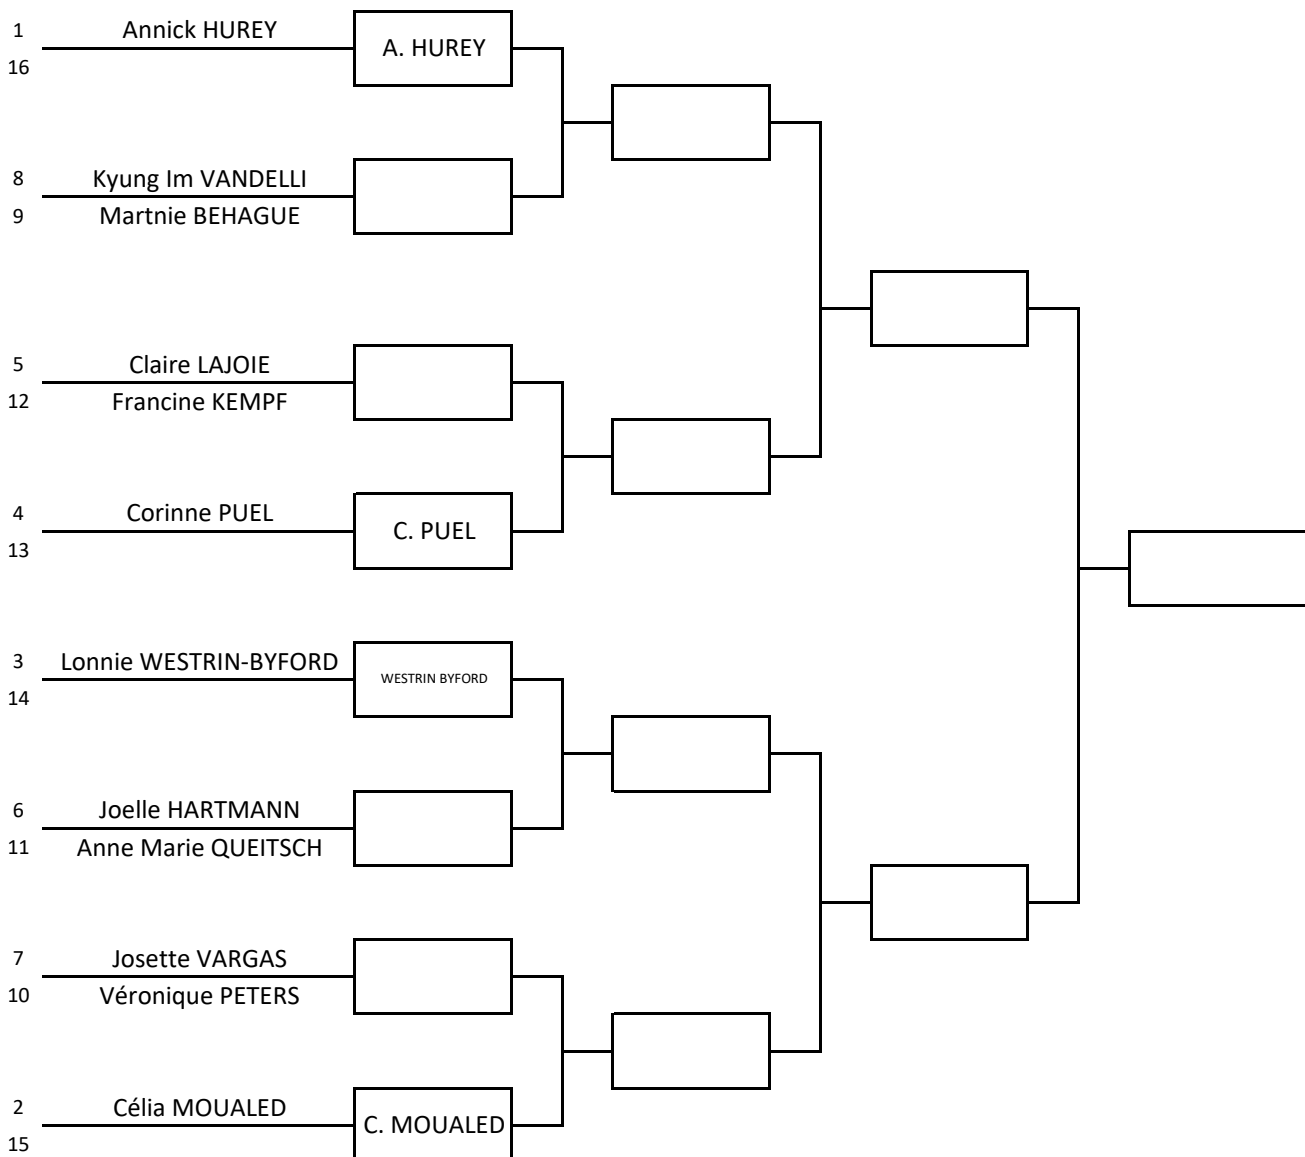 1 Annick HUREY
A. HUREY
16
8 Kyung Im VANDELLI
9 Martnie BEHAGUE
5 Claire LAJOIE
12 Francine KEMPF
4 Corinne PUEL
C. PUEL
13
3 Lonnie WESTRIN-BYFORD
WESTRIN BYFORD
14
6 Joelle HARTMANN
11 Anne Marie QUEITSCH
7 Josette VARGAS
10 Véronique PETERS
2 Célia MOUALED
C. MOUALED
15